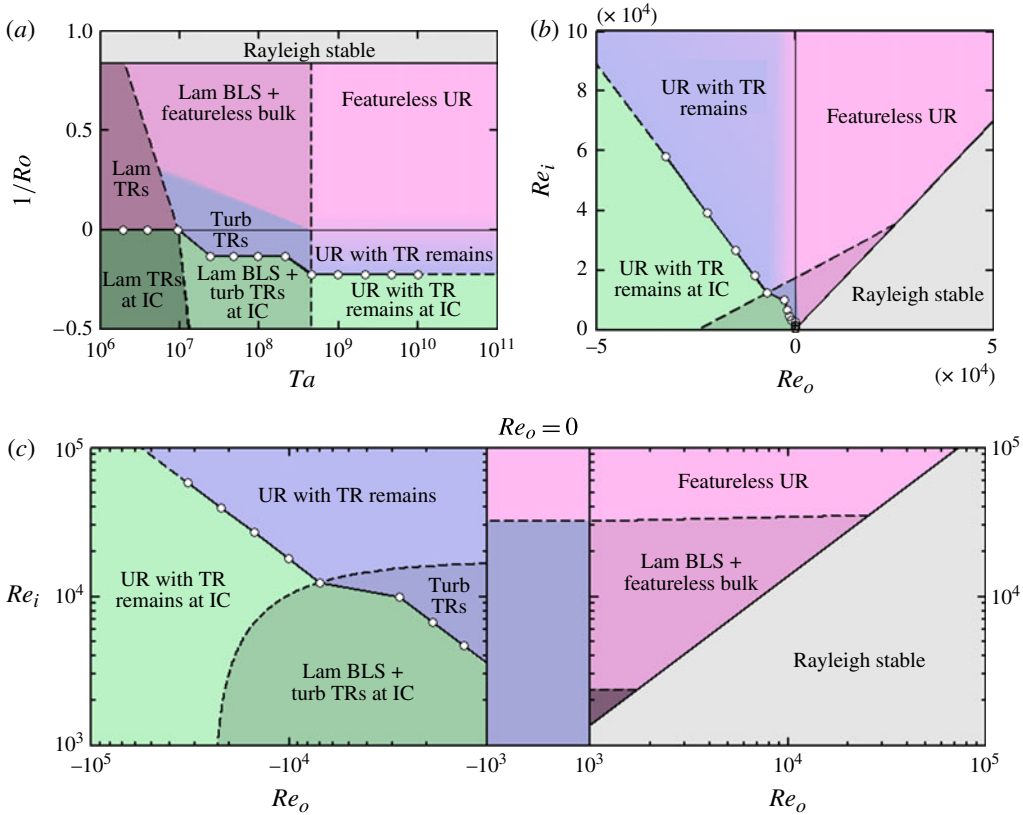 (a)
1.0
0.5
0
–0.5
1/Ro
Rayleigh stable
Lam BLS +
featureless bulk
Featureless UR
Lam
TRs
Turb
TRs
UR with TR remains
Lam TRs
at IC
Lam BLS +
turb TRs
at IC
UR with TR
remains at IC
10^6
10^7
10^8
10^9
10^10
10^11
Ta
(b)
(× 10^4)
10
8
6
4
2
0
Re_i
UR with TR
remains
Featureless UR
UR with TR
remains at IC
Rayleigh stable
–5
0
5
Re_o
(× 10^4)
(c)
Re_o = 0
10^5
10^4
10^3
Re_i
UR with TR remains
UR with TR
remains at IC
Turb
TRs
Lam BLS +
turb TRs at IC
Featureless UR
Lam BLS +
featureless bulk
Rayleigh stable
10^5
10^4
–10^5
–10^4
–10^3
10^3
10^4
10^5
Re_o
Re_o